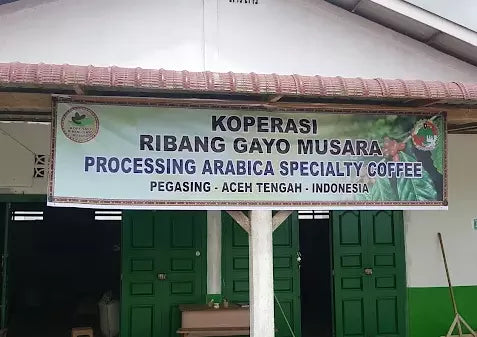 KOPERASI
RIBANG GAYO MUSARA
PROCESSING ARABICA SPECIALTY COFFEE
PEGASING - ACEH TENGAH - INDONESIA